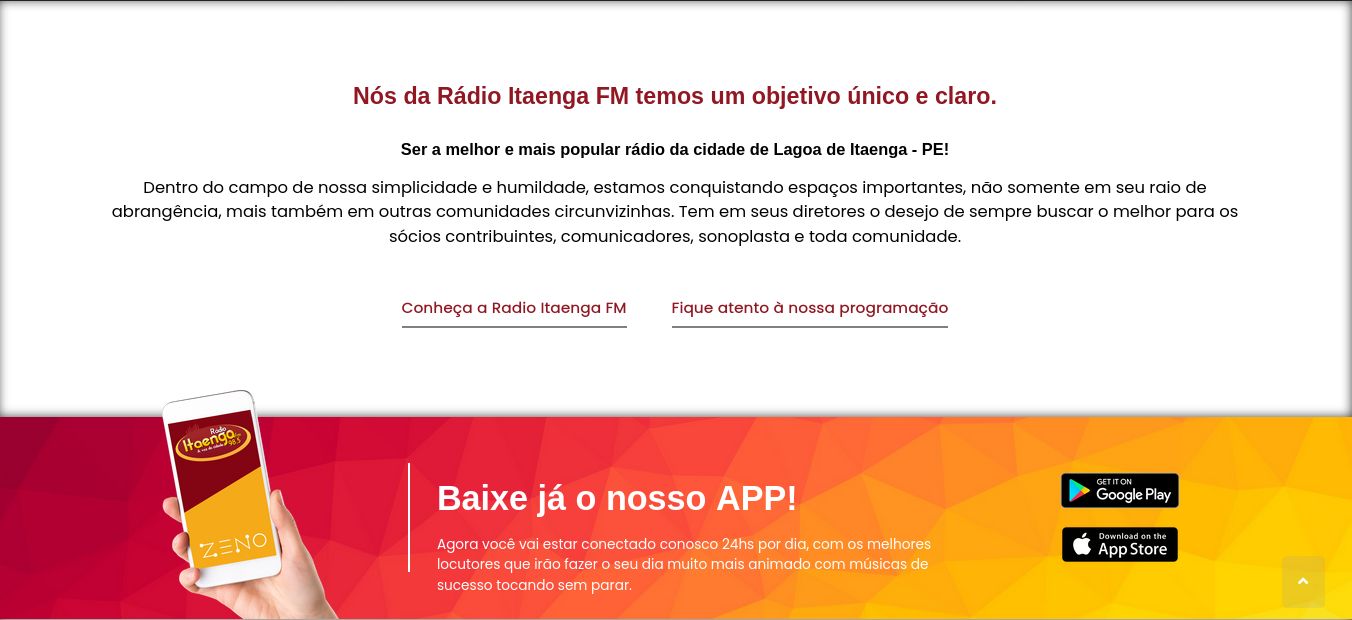 Nós da Rádio Itaenga FM temos um objetivo único e claro.
Ser a melhor e mais popular rádio da cidade de Lagoa de Itaenga - PE!
Dentro do campo de nossa simplicidade e humildade, estamos conquistando espaços importantes, não somente em seu raio de
abrangência, mais também em outras comunidades circunvizinhas. Tem em seus diretores o desejo de sempre buscar o melhor para os
sócios contribuintes, comunicadores, sonoplasta e toda comunidade.
Conheça a Radio Itaenga FM
Fique atento à nossa programação
Rádio
Itaenga
98.5
A voz da cidade
ZENO
Baixe já o nosso APP!
Agora você vai estar conectado conosco 24hs por dia, com os melhores
locutores que irão fazer o seu dia muito mais animado com músicas de
sucesso tocando sem parar.
GET IT ON
Google Play
Download on the
App Store